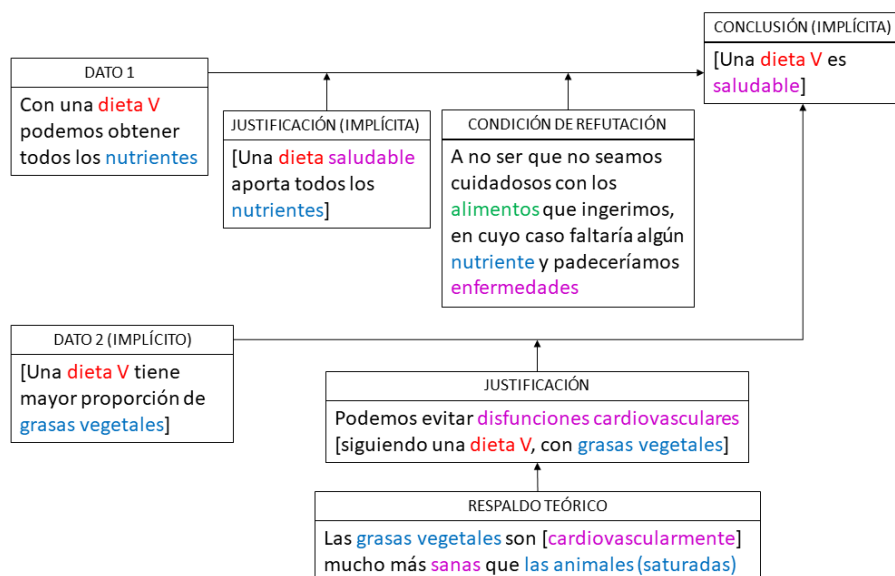 CONCLUSIÓN (IMPLÍCITA)
[Una dieta V es
saludable]
DATO 1
Con una dieta V
podemos obtener
todos los nutrientes
JUSTIFICACIÓN (IMPLÍCITA)
[Una dieta saludable
aporta todos los
nutrientes]
CONDICIÓN DE REFUTACIÓN
A no ser que no seamos
cuidadosos con los
alimentos que ingerimos,
en cuyo caso faltaría algún
nutriente y padeceríamos
enfermedades
DATO 2 (IMPLÍCITO)
[Una dieta V tiene
mayor proporción de
grasas vegetales]
JUSTIFICACIÓN
Podemos evitar disfunciones cardiovasculares
[siguiendo una dieta V, con grasas vegetales]
RESPALDO TEÓRICO
Las grasas vegetales son [cardiovascularmente]
mucho más sanas que las animales (saturadas)